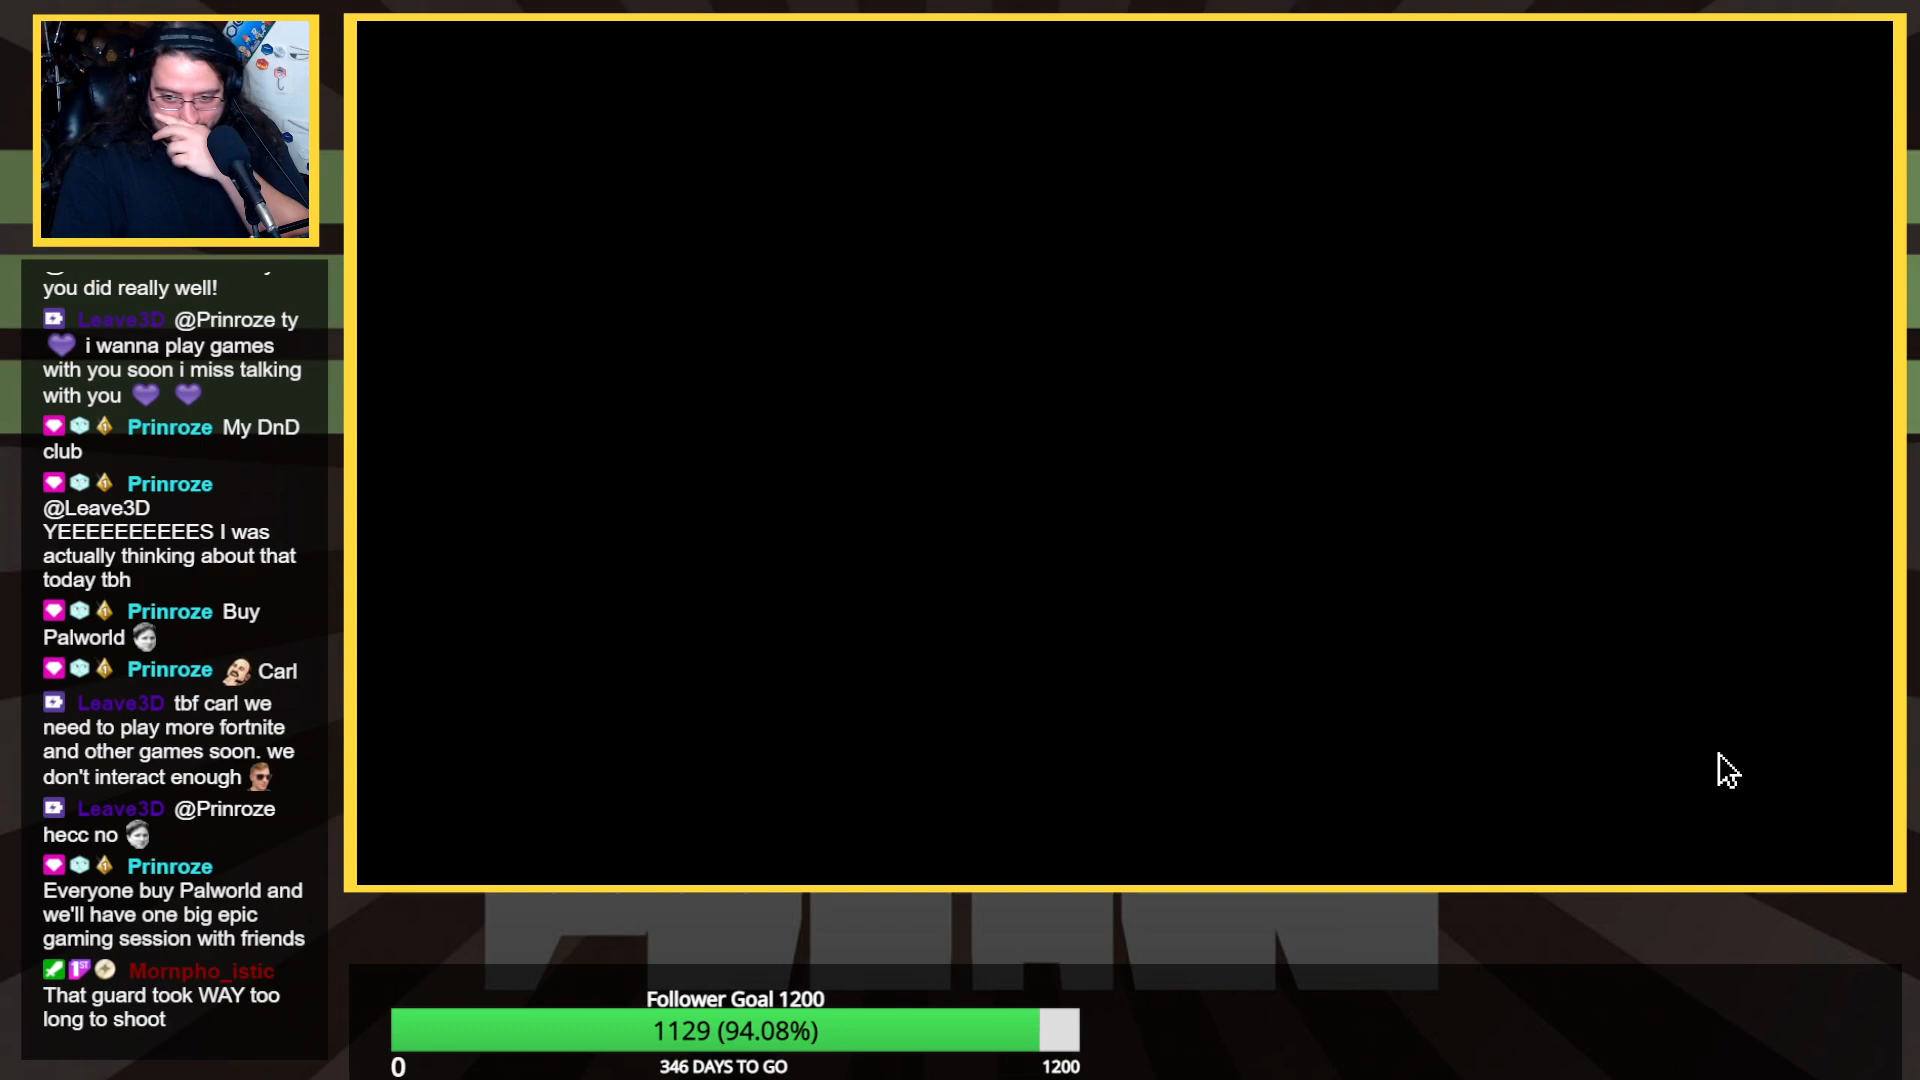 you did really well!
Leave3D @Prinroze ty
i wanna play games
with you soon i miss talking
with you
Prinroze My DnD
club
Prinroze
@Leave3D
YEEEEEEEEEES I was
actually thinking about that
today tbh
Prinroze Buy
Palworld
Prinroze Carl
Leave3D tbf carl we
need to play more fortnite
and other games soon. we
don't interact enough
Leave3D @Prinroze
hecc no
Prinroze
Everyone buy Palworld and
we'll have one big epic
gaming session with friends
1ST Mornpho_istic
That guard took WAY too
long to shoot
Follower Goal 1200
1129 (94.08%)
0 346 DAYS TO GO 1200